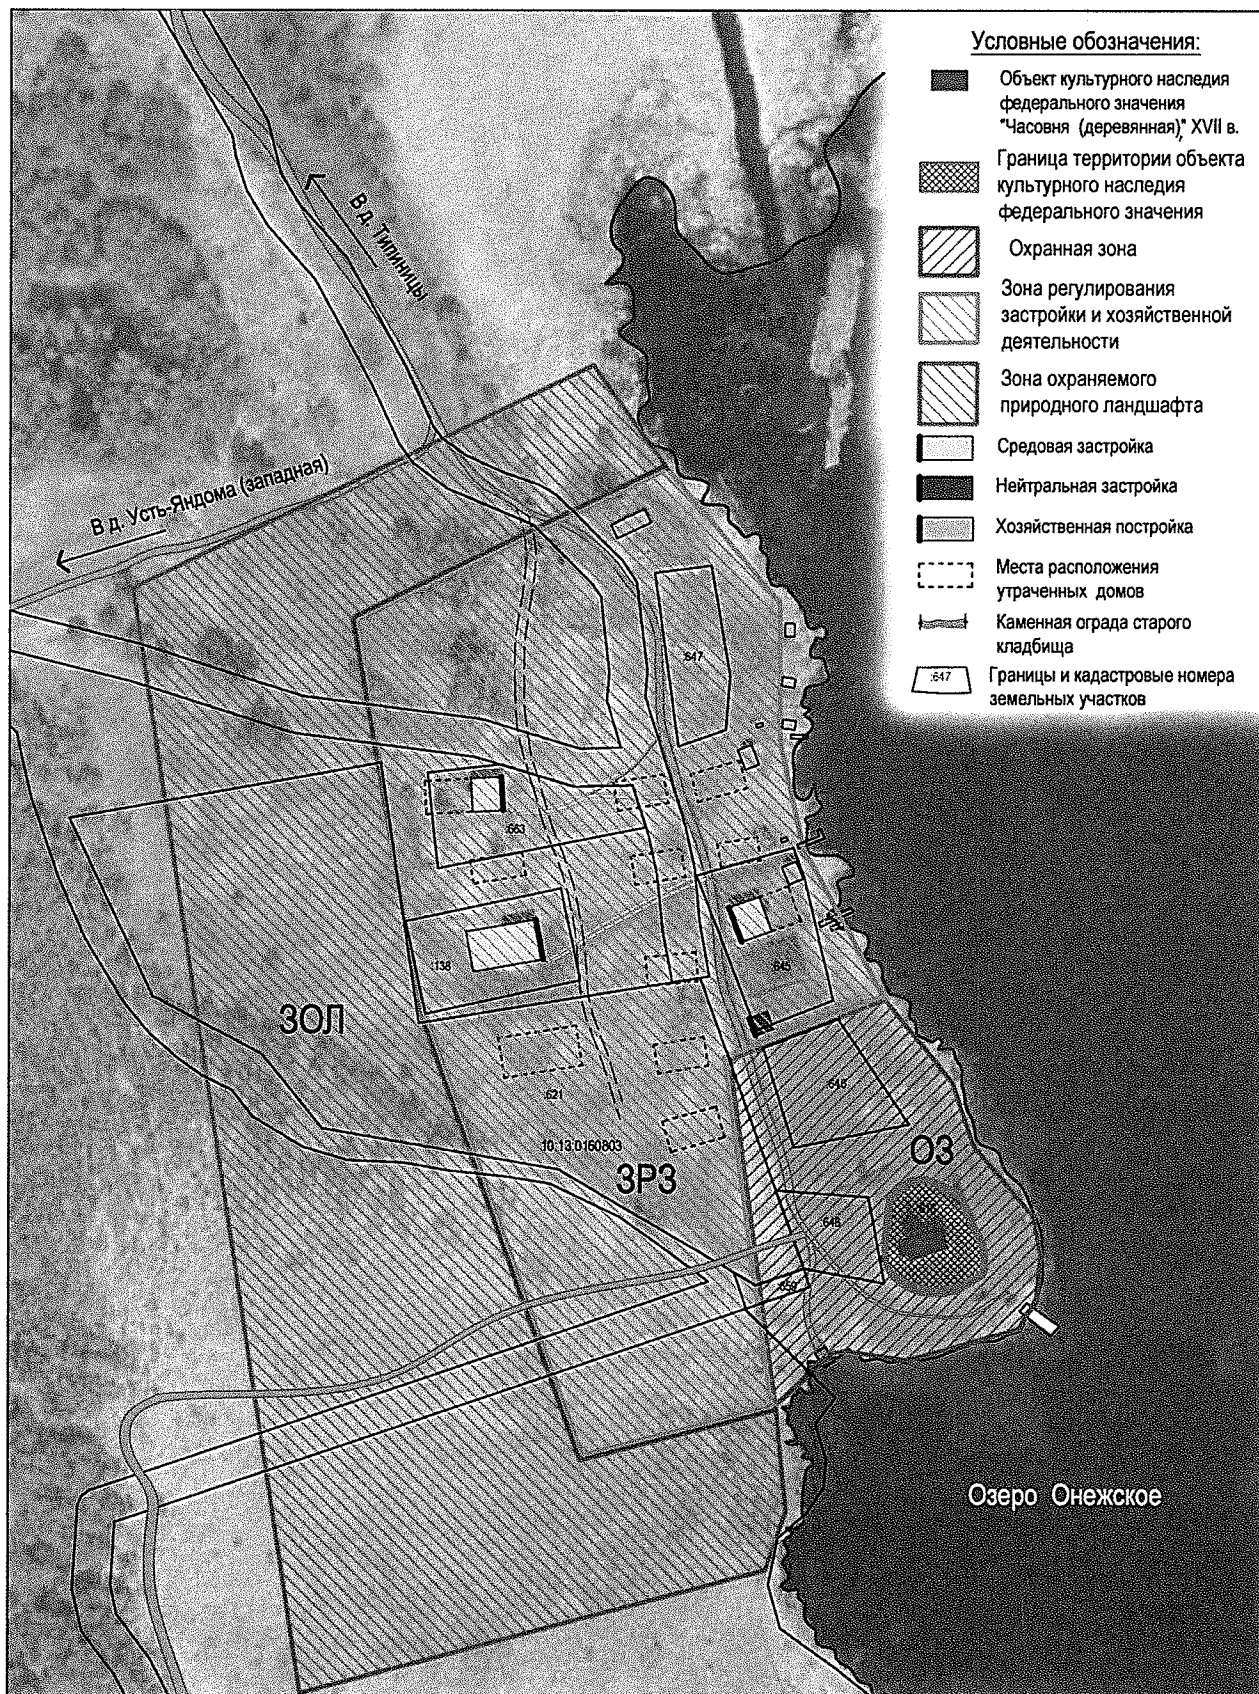 Условные обозначения:
Объект культурного наследия
федерального значения
"Часовня (деревянная)," XVII в.
Граница территории объекта
культурного наследия
федерального значения
Охранная зона
Зона регулирования
застройки и хозяйственной
деятельности
Зона охраняемого
природного ландшафта
Средовая застройка
Нейтральная застройка
Хозяйственная постройка
Места расположения
утраченных домов
Каменная ограда старого
кладбища
:647
Границы и кадастровые номера
земельных участков
В д. Типиницы
В д. Усть-Яндома (западная)
:647
:663
:138
:645
ЗОЛ
:621
10:13:0160803
ЗРЗ
ОЗ
Озеро Онежское